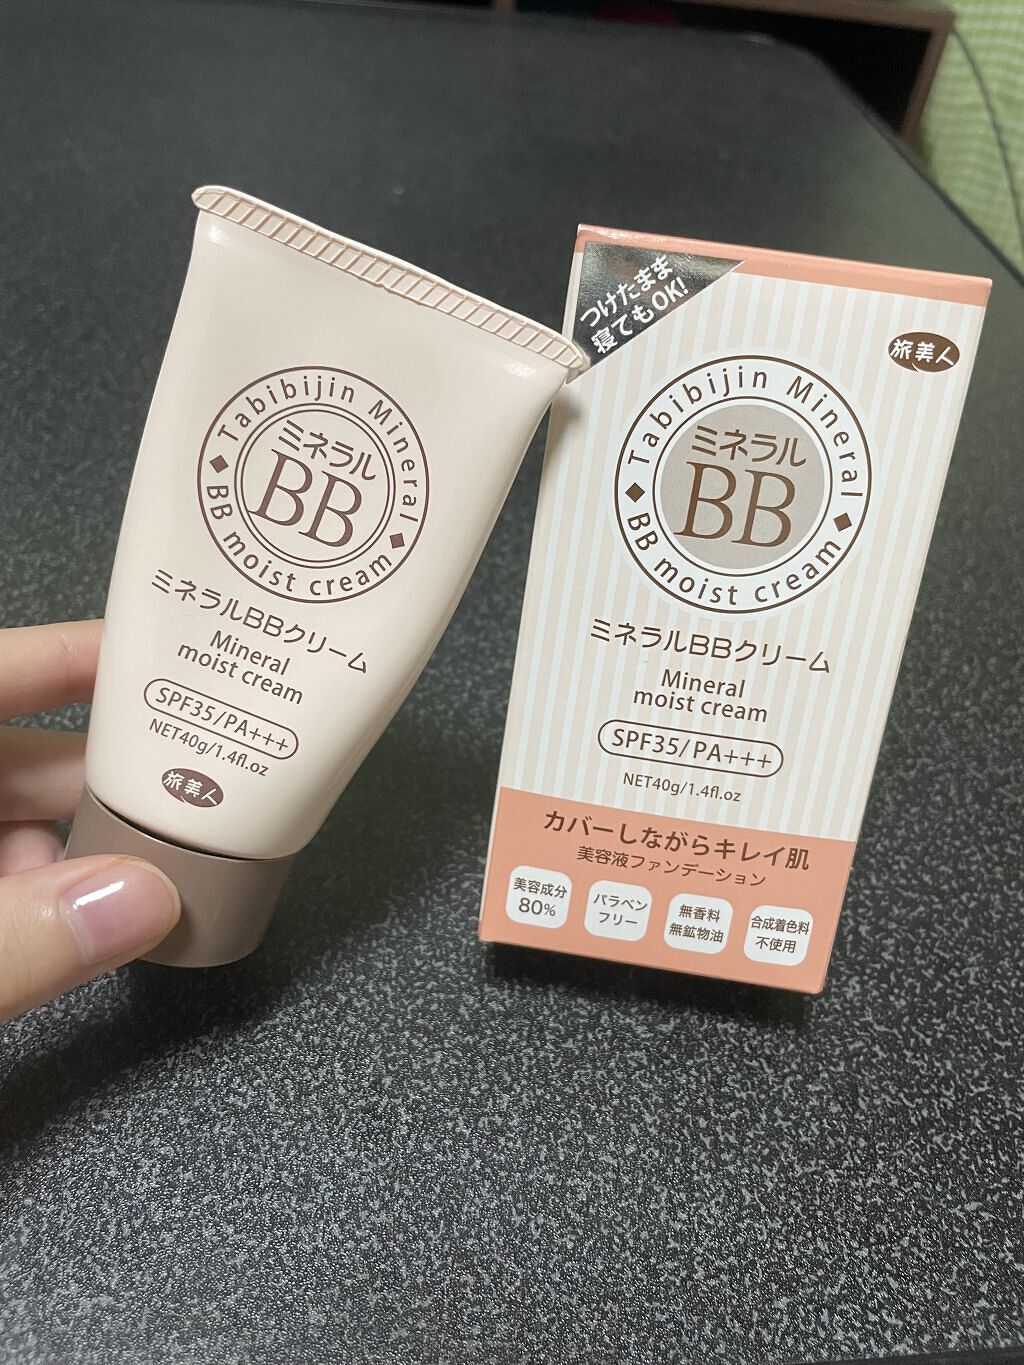 Tabibijin Mineral
ミネラル
BB
BB moist cream
ミネラルBBクリーム
Mineral
moist cream
SPF35/PA+++
NET40g/1.4fl.oz
旅美人
つけたまま
寝てもOK!
旅美人
Tabibijin Mineral
ミネラル
BB
BB moist cream
ミネラルBBクリーム
Mineral
moist cream
SPF35/PA+++
NET40g/1.4fl.oz
カバーしながらキレイ肌
美容液ファンデーション
美容成分
80%
パラベン
フリー
無香料
無鉱物油
合成着色料
不使用